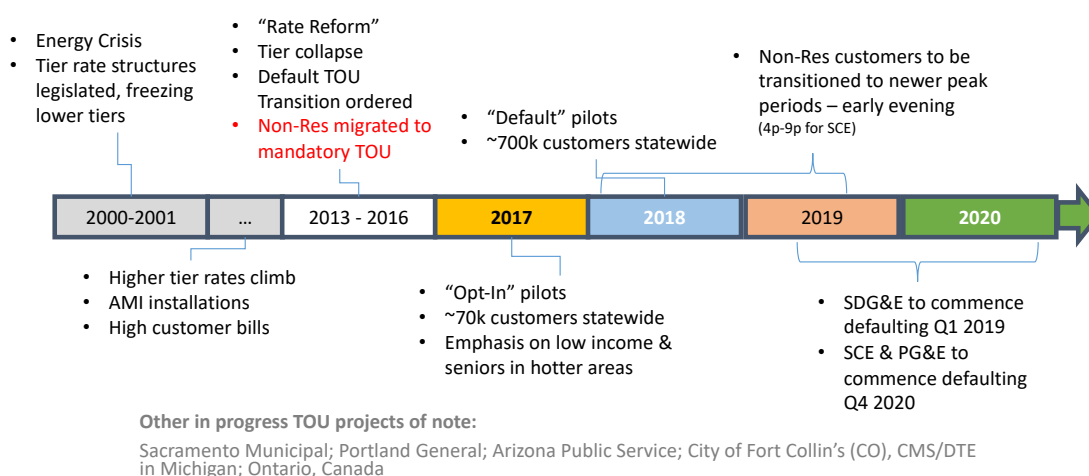 • Energy Crisis
• Tier rate structures
legislated, freezing
lower tiers
• “Rate Reform”
• Tier collapse
• Default TOU
Transition ordered
• Non-Res migrated to
mandatory TOU
• “Default” pilots
• ~700k customers statewide
• Non-Res customers to be
transitioned to newer peak
periods – early evening
(4p-9p for SCE)
2000-2001
...
2013 - 2016
2017
2018
2019
2020
• Higher tier rates climb
• AMI installations
• High customer bills
• “Opt-In” pilots
• ~70k customers statewide
• Emphasis on low income &
seniors in hotter areas
• SDG&E to commence
defaulting Q1 2019
• SCE & PG&E to
commence defaulting
Q4 2020
Other in progress TOU projects of note:
Sacramento Municipal; Portland General; Arizona Public Service; City of Fort Collin’s (CO), CMS/DTE
in Michigan; Ontario, Canada